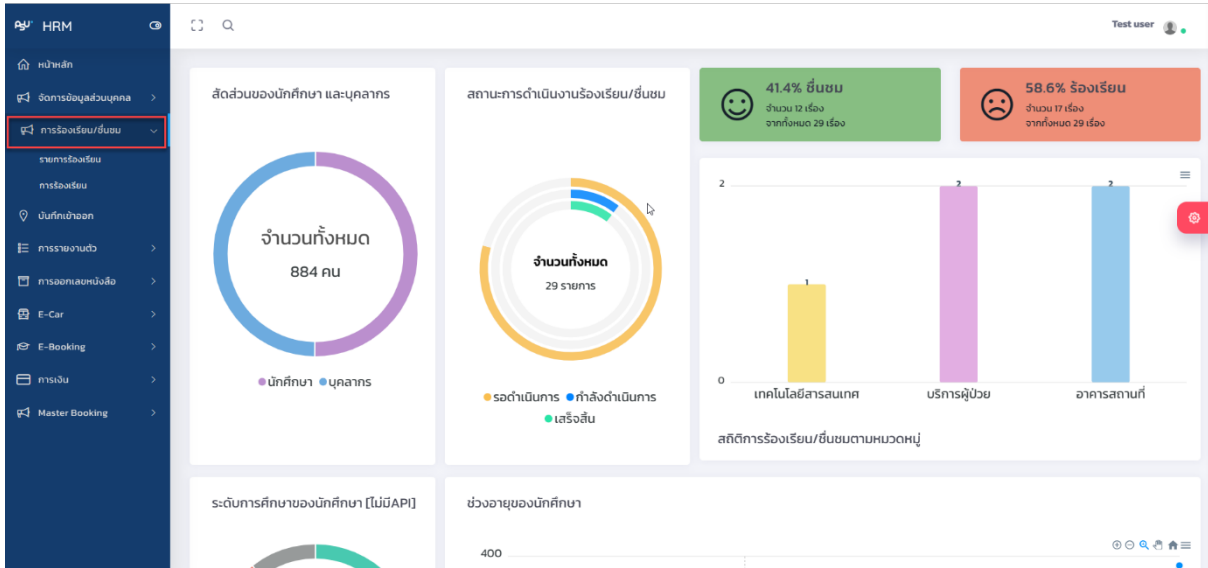 HRM
Test user
หน้าหลัก
จัดการข้อมูลส่วนบุคคล
การร้องเรียน/ชื่นชม
รายการร้องเรียน
การร้องเรียน
บันทึกเข้าออก
การรายงานตัว
การออกเลขหนังสือ
E-Car
E-Booking
การเงิน
Master Booking
สัดส่วนของนักศึกษา และบุคลากร
จำนวนทั้งหมด
884 คน
นักศึกษา บุคลากร
สถานะการดำเนินงานร้องเรียน/ชื่นชม
จำนวนทั้งหมด
29 รายการ
รอดำเนินการ กำลังดำเนินการ
เสร็จสิ้น
41.4% ชื่นชม
จำนวน 12 เรื่อง
จากทั้งหมด 29 เรื่อง
58.6% ร้องเรียน
จำนวน 17 เรื่อง
จากทั้งหมด 29 เรื่อง
2
2
2
1
0
เทคโนโลยีสารสนเทศ บริการผู้ป่วย อาคารสถานที่
สถิติการร้องเรียน/ชื่นชมตามหมวดหมู่
ระดับการศึกษาของนักศึกษา [ไม่มีAPI]
ช่วงอายุของนักศึกษา
400